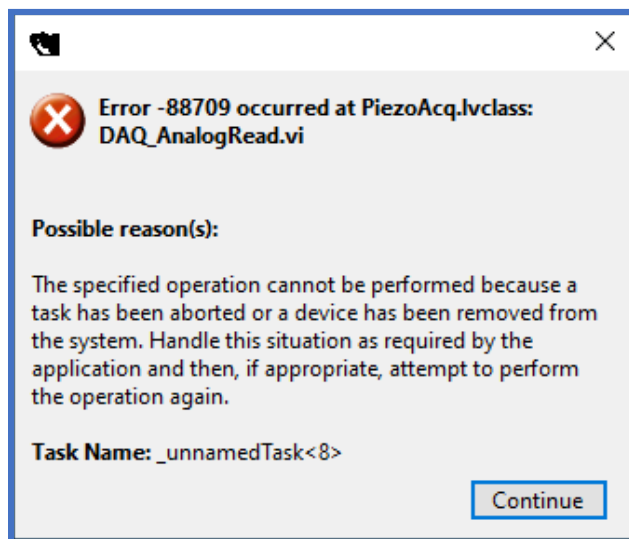 Error -88709 occurred at PiezoAcq.lvclass:
DAQ_AnalogRead.vi
Possible reason(s):
The specified operation cannot be performed because a
task has been aborted or a device has been removed from
the system. Handle this situation as required by the
application and then, if appropriate, attempt to perform
the operation again.
Task Name: _unnamedTask<8>
Continue